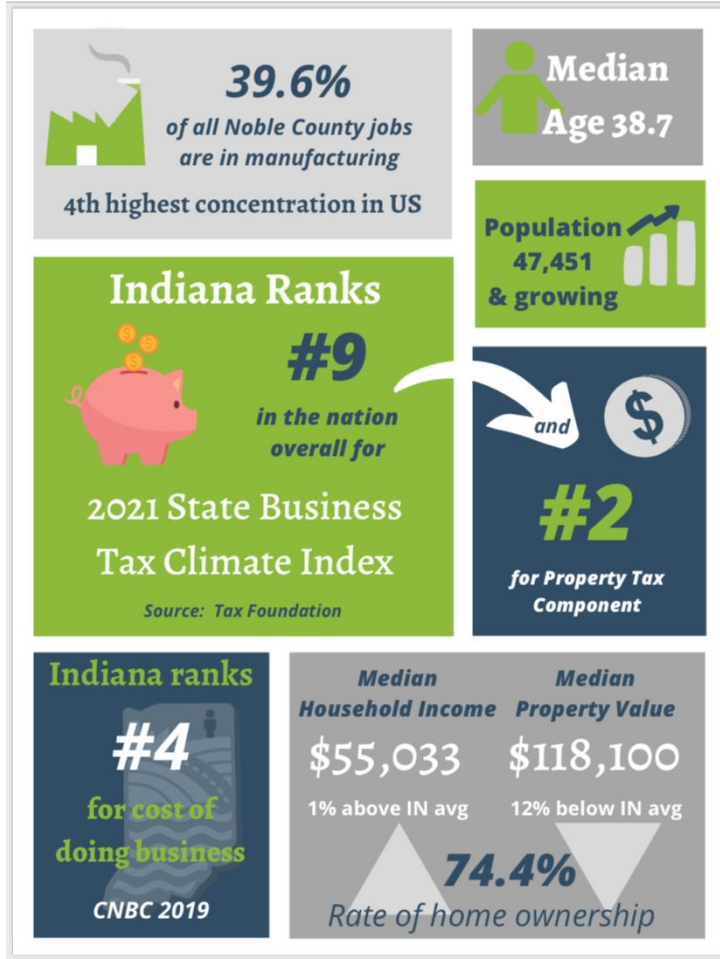 39.6%
of all Noble County jobs
are in manufacturing
4th highest concentration in US
Median
Age 38.7
Population
47,451
& growing
Indiana Ranks
#9
in the nation
overall for
2021 State Business
Tax Climate Index
Source: Tax Foundation
and
$
#2
for Property Tax
Component
Indiana ranks
#4
for cost of
doing business
CNBC 2019
Median
Household Income
$55,033
1% above IN avg
Median
Property Value
$118,100
12% below IN avg
74.4%
Rate of home ownership